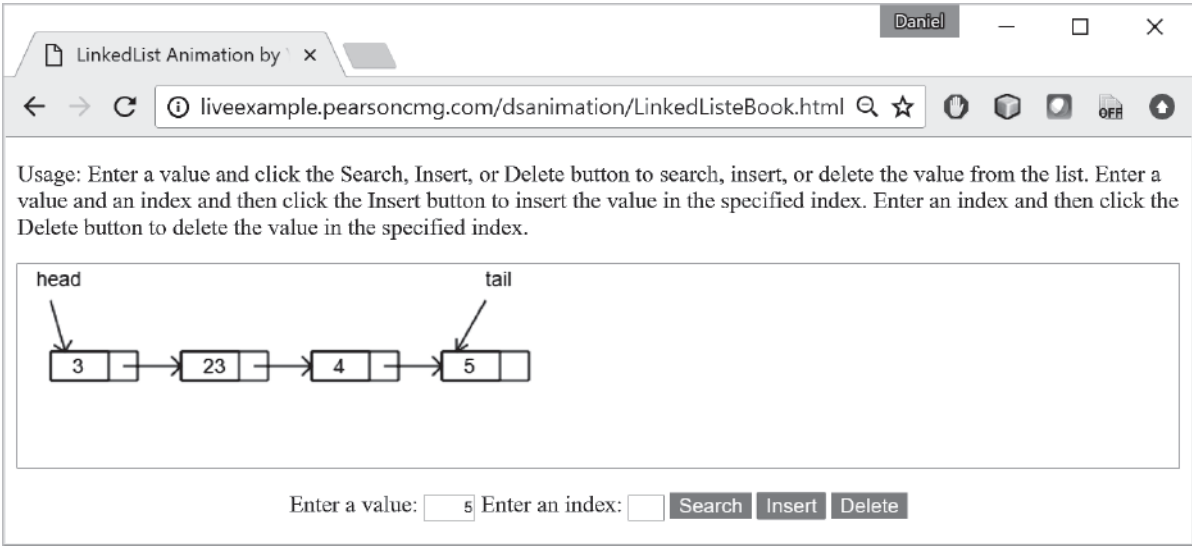 Daniel
LinkedList Animation by
liveexample.pearsoncmg.com/dsanimation/LinkedListeBook.html
OFF
Usage: Enter a value and click the Search, Insert, or Delete button to search, insert, or delete the value from the list. Enter a
value and an index and then click the Insert button to insert the value in the specified index. Enter an index and then click the
Delete button to delete the value in the specified index.
head tail
3 23 4 5
Enter a value: 5 Enter an index: Search Insert Delete